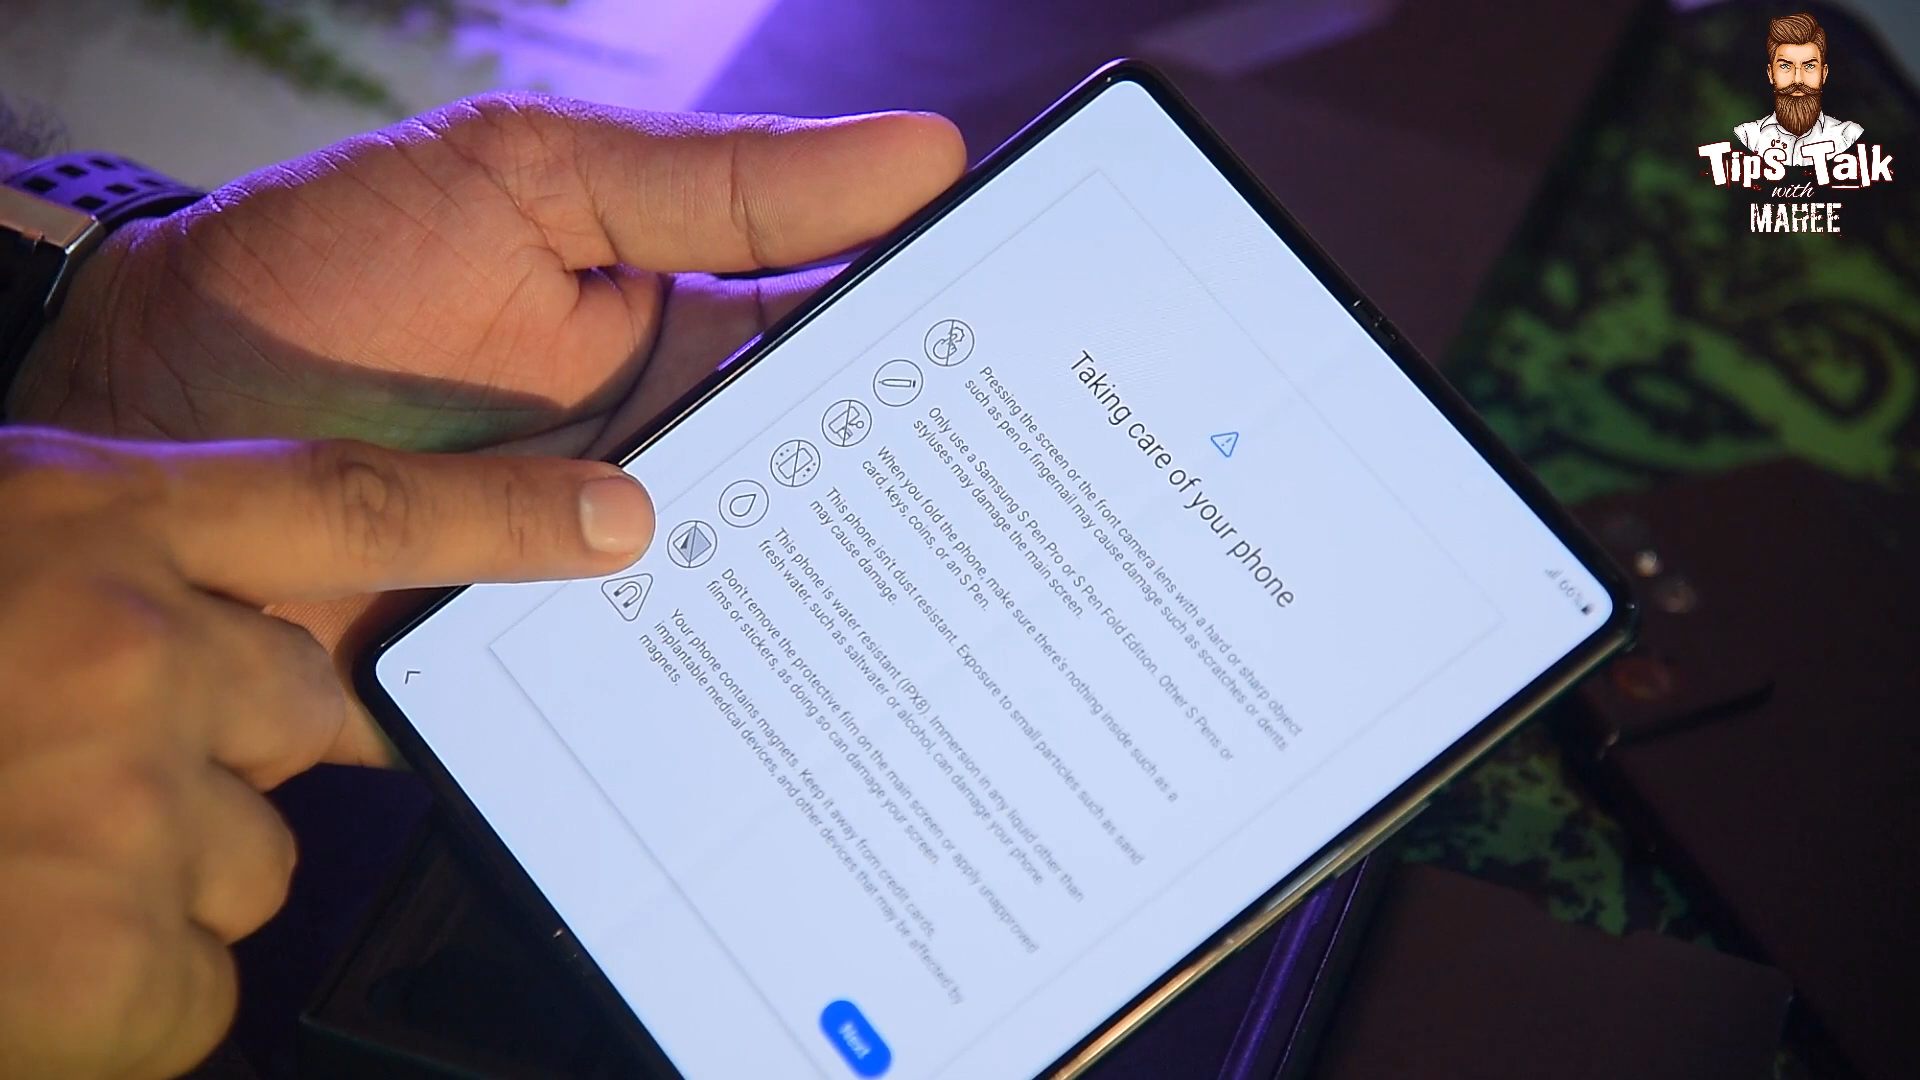 Tips Talk
with
MAHEE
66%
Taking care of your phone
Pressing the screen or the front camera lens with a hard or sharp object
such as pen or fingernail may cause damage such as scratches or dents.
Only use a Samsung S Pen Pro or S Pen Fold Edition. Other S Pens or
styluses may damage the main screen.
When you fold the phone, make sure there's nothing inside such as a
card, keys, coins, or an S Pen.
This phone isn't dust resistant. Exposure to small particles such as sand
may cause damage.
This phone is water resistant (IPX8). Immersion in any liquid other than
fresh water, such as saltwater or alcohol, can damage your phone.
Don't remove the protective film on the main screen or apply unapproved
films or stickers, as doing so can damage your screen.
Your phone contains magnets. Keep it away from credit cards,
implantable medical devices, and other devices that may be affected by
magnets.
Next